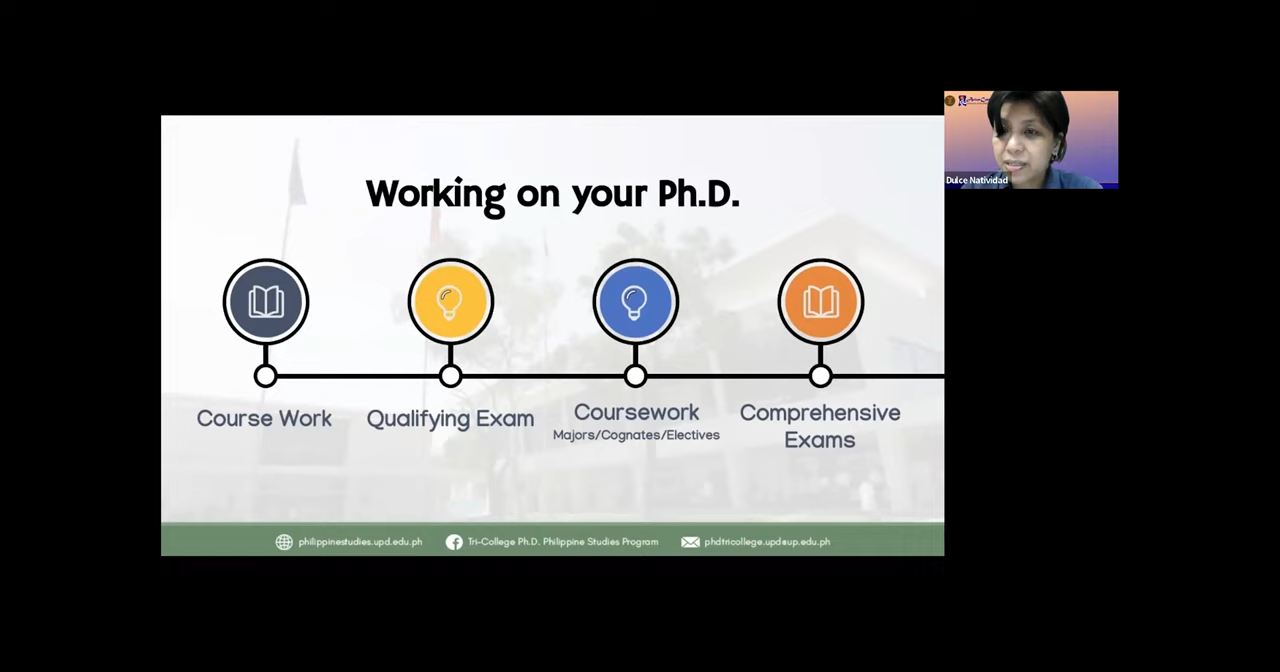 Working on your Ph.D.
Course Work
Qualifying Exam
Coursework
Majors/Cognates/Electives
Comprehensive
Exams
philippinestudies.upd.edu.ph
Tri-College Ph.D. Philippine Studies Program
phdtricollege.upd@up.edu.ph
Dulce Natividad